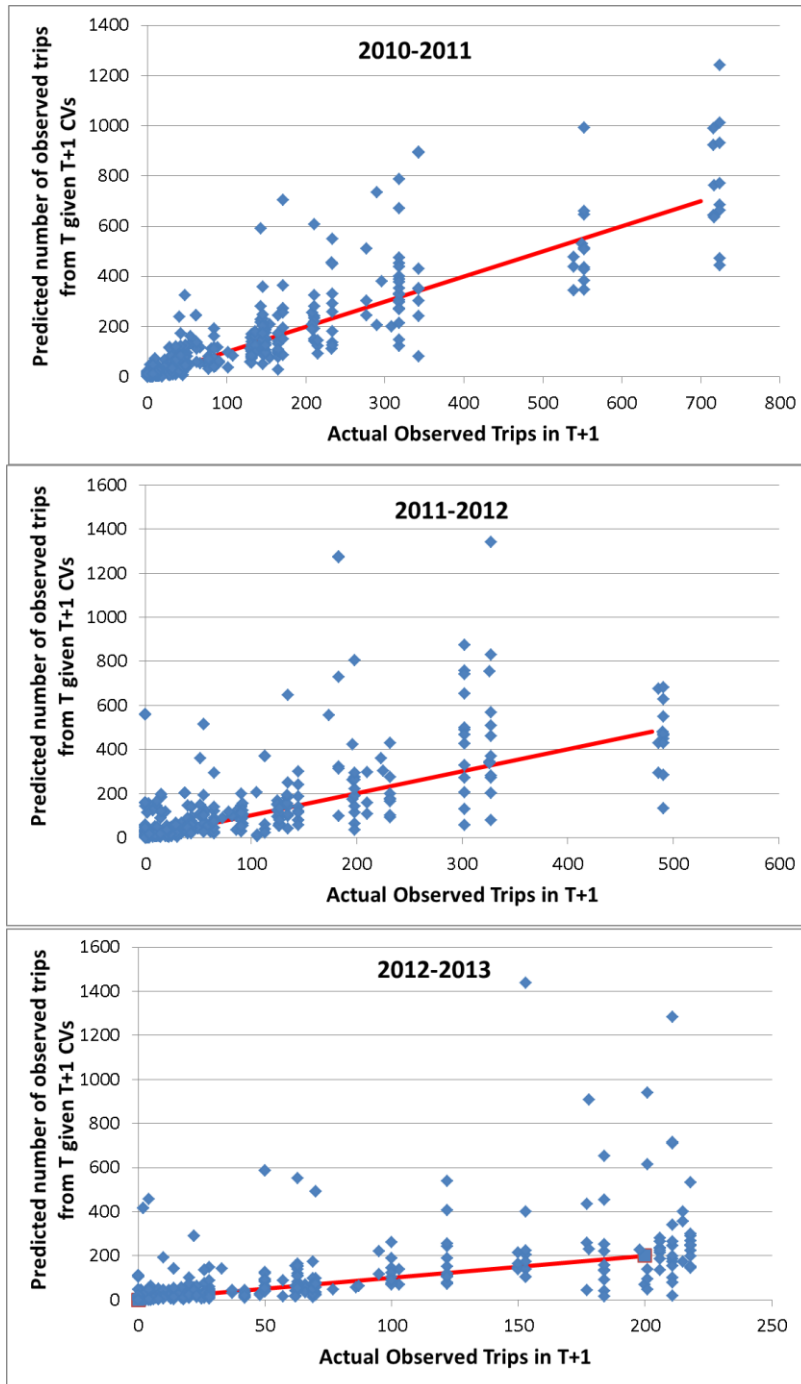 2010-2011
Predicted number of observed trips
from T given T+1 CVs
1400
1200
1000
800
600
400
200
0
0 100 200 300 400 500 600 700 800
Actual Observed Trips in T+1
2011-2012
Predicted number of observed trips
from T given T+1 CVs
1600
1400
1200
1000
800
600
400
200
0
0 100 200 300 400 500 600
Actual Observed Trips in T+1
2012-2013
Predicted number of observed trips
from T given T+1 CVs
1600
1400
1200
1000
800
600
400
200
0
0 50 100 150 200 250
Actual Observed Trips in T+1